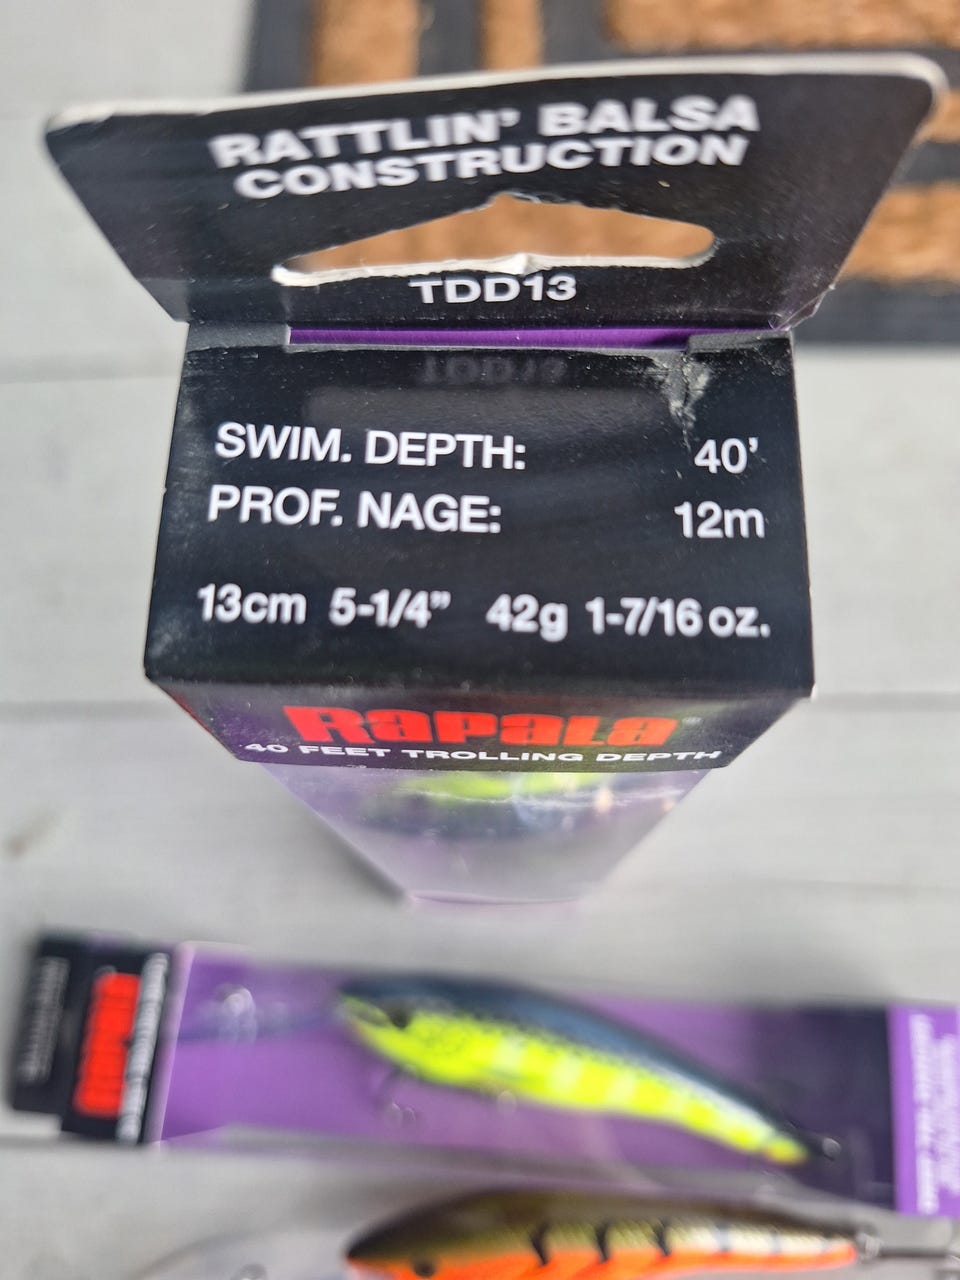 RATTLIN' BALSA
CONSTRUCTION
TDD13
SWIM. DEPTH: 40'
PROF. NAGE: 12m
13cm 5-1/4" 42g 1-7/16 oz.
RAPALA®
40 FEET TROLLING DEPTH
RAPALA